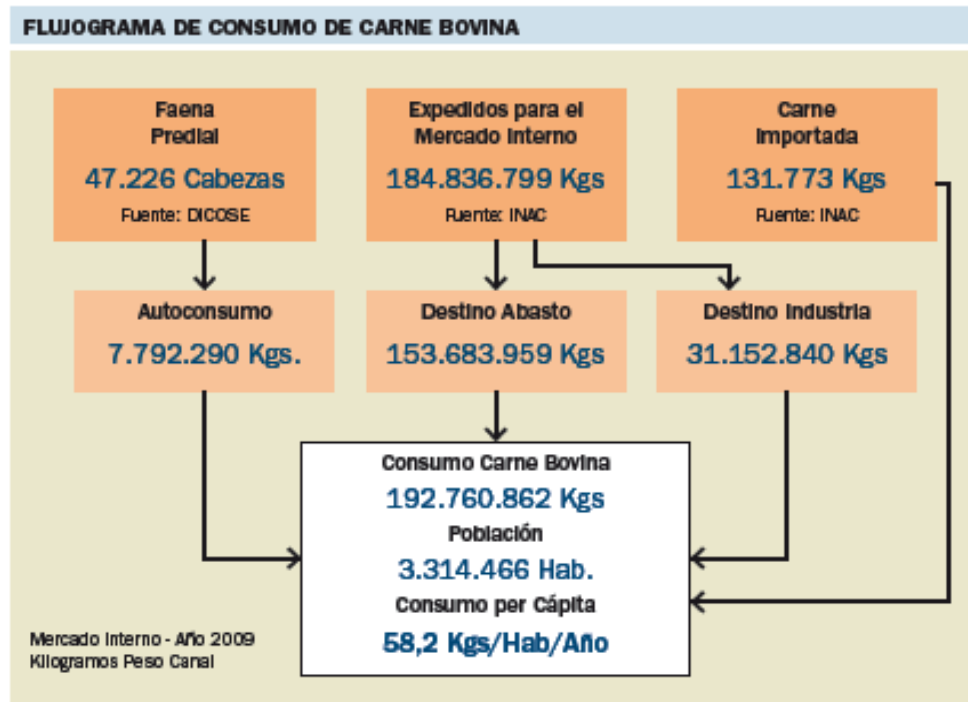 FLUJOGRAMA DE CONSUMO DE CARNE BOVINA
Faena
Predial
47.226 Cabezas
Fuente: DICOSE
Expedidos para el
Mercado Interno
184.836.799 Kgs
Fuente: INAC
Carne
Importada
131.773 Kgs
Fuente: INAC
Autoconsumo
7.792.290 Kgs.
Destino Abasto
153.683.959 Kgs
Destino Industria
31.152.840 Kgs
Consumo Carne Bovina
192.760.862 Kgs
Población
3.314.466 Hab.
Consumo per Cápita
58,2 Kgs/Hab/Año
Mercado Interno - Año 2009
Kilogramos Peso Canal